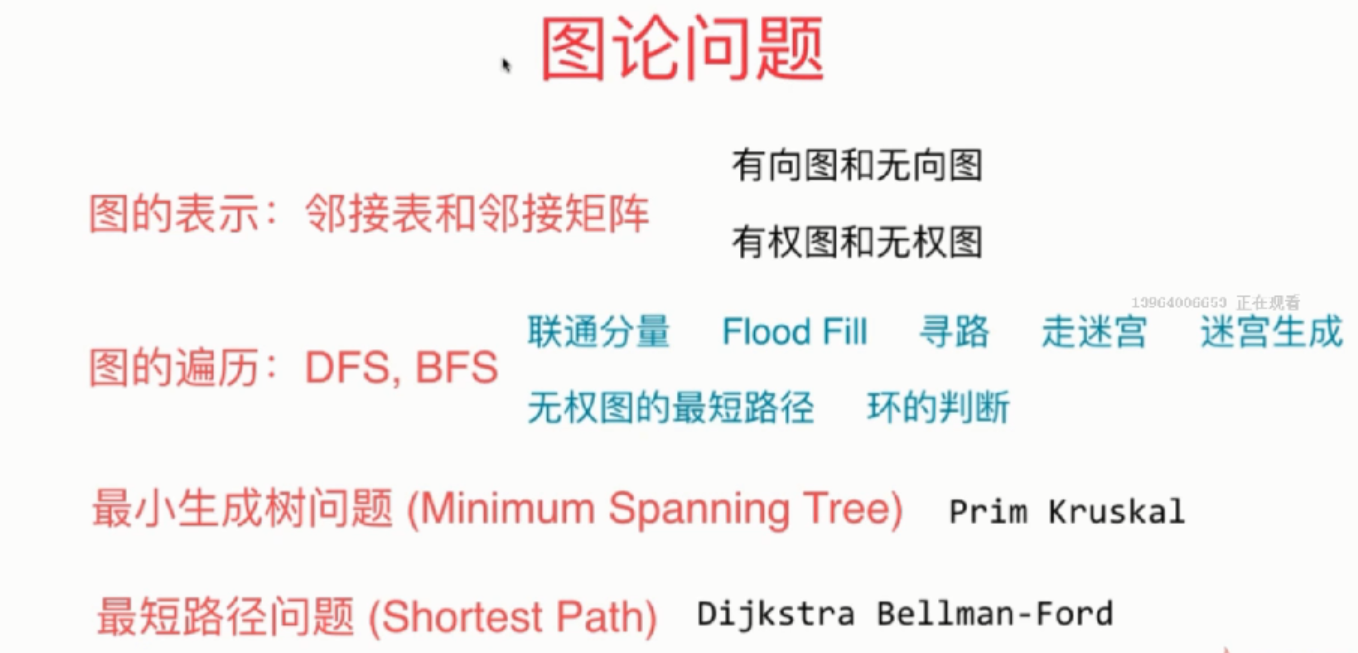 图论问题
有向图和无向图
图的表示：邻接表和邻接矩阵
有权图和无权图
13964006653 正在观看
联通分量 Flood Fill 寻路 走迷宫 迷宫生成
图的遍历：DFS, BFS
无权图的最短路径 环的判断
最小生成树问题 (Minimum Spanning Tree) Prim Kruskal
最短路径问题 (Shortest Path) Dijkstra Bellman-Ford